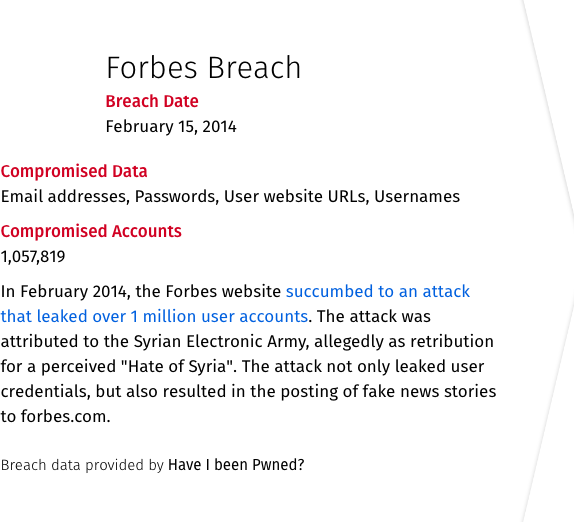 Forbes Breach
Breach Date
February 15, 2014
Compromised Data
Email addresses, Passwords, User website URLs, Usernames
Compromised Accounts
1,057,819
In February 2014, the Forbes website succumbed to an attack
that leaked over 1 million user accounts. The attack was
attributed to the Syrian Electronic Army, allegedly as retribution
for a perceived "Hate of Syria". The attack not only leaked user
credentials, but also resulted in the posting of fake news stories
to forbes.com.
Breach data provided by Have I been Pwned?